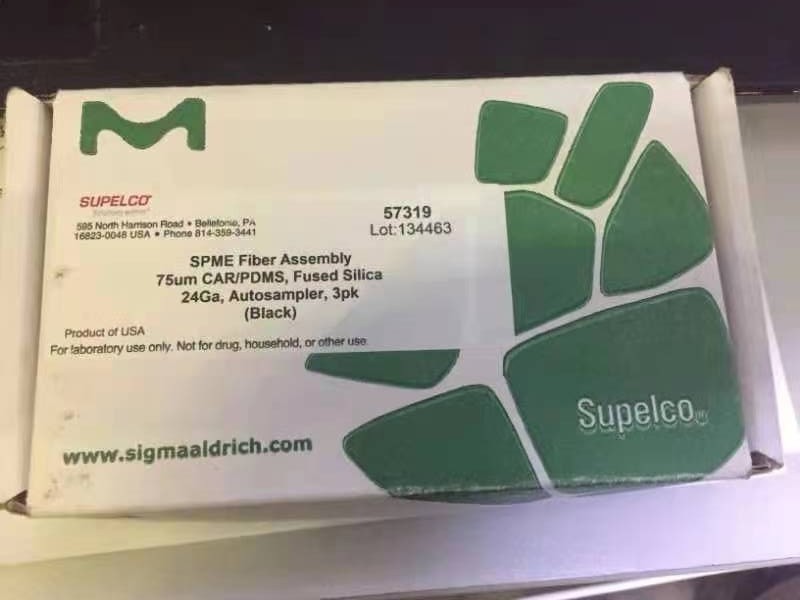 SUPELCO
595 North Harrison Road • Bellefonte, PA
16823-0048 USA • Phone 814-359-3441
57319
Lot:134463
SPME Fiber Assembly
75um CAR/PDMS, Fused Silica
24Ga, Autosampler, 3pk
(Black)
Product of USA
For laboratory use only. Not for drug, household, or other use.
www.sigmaaldrich.com
Supelco